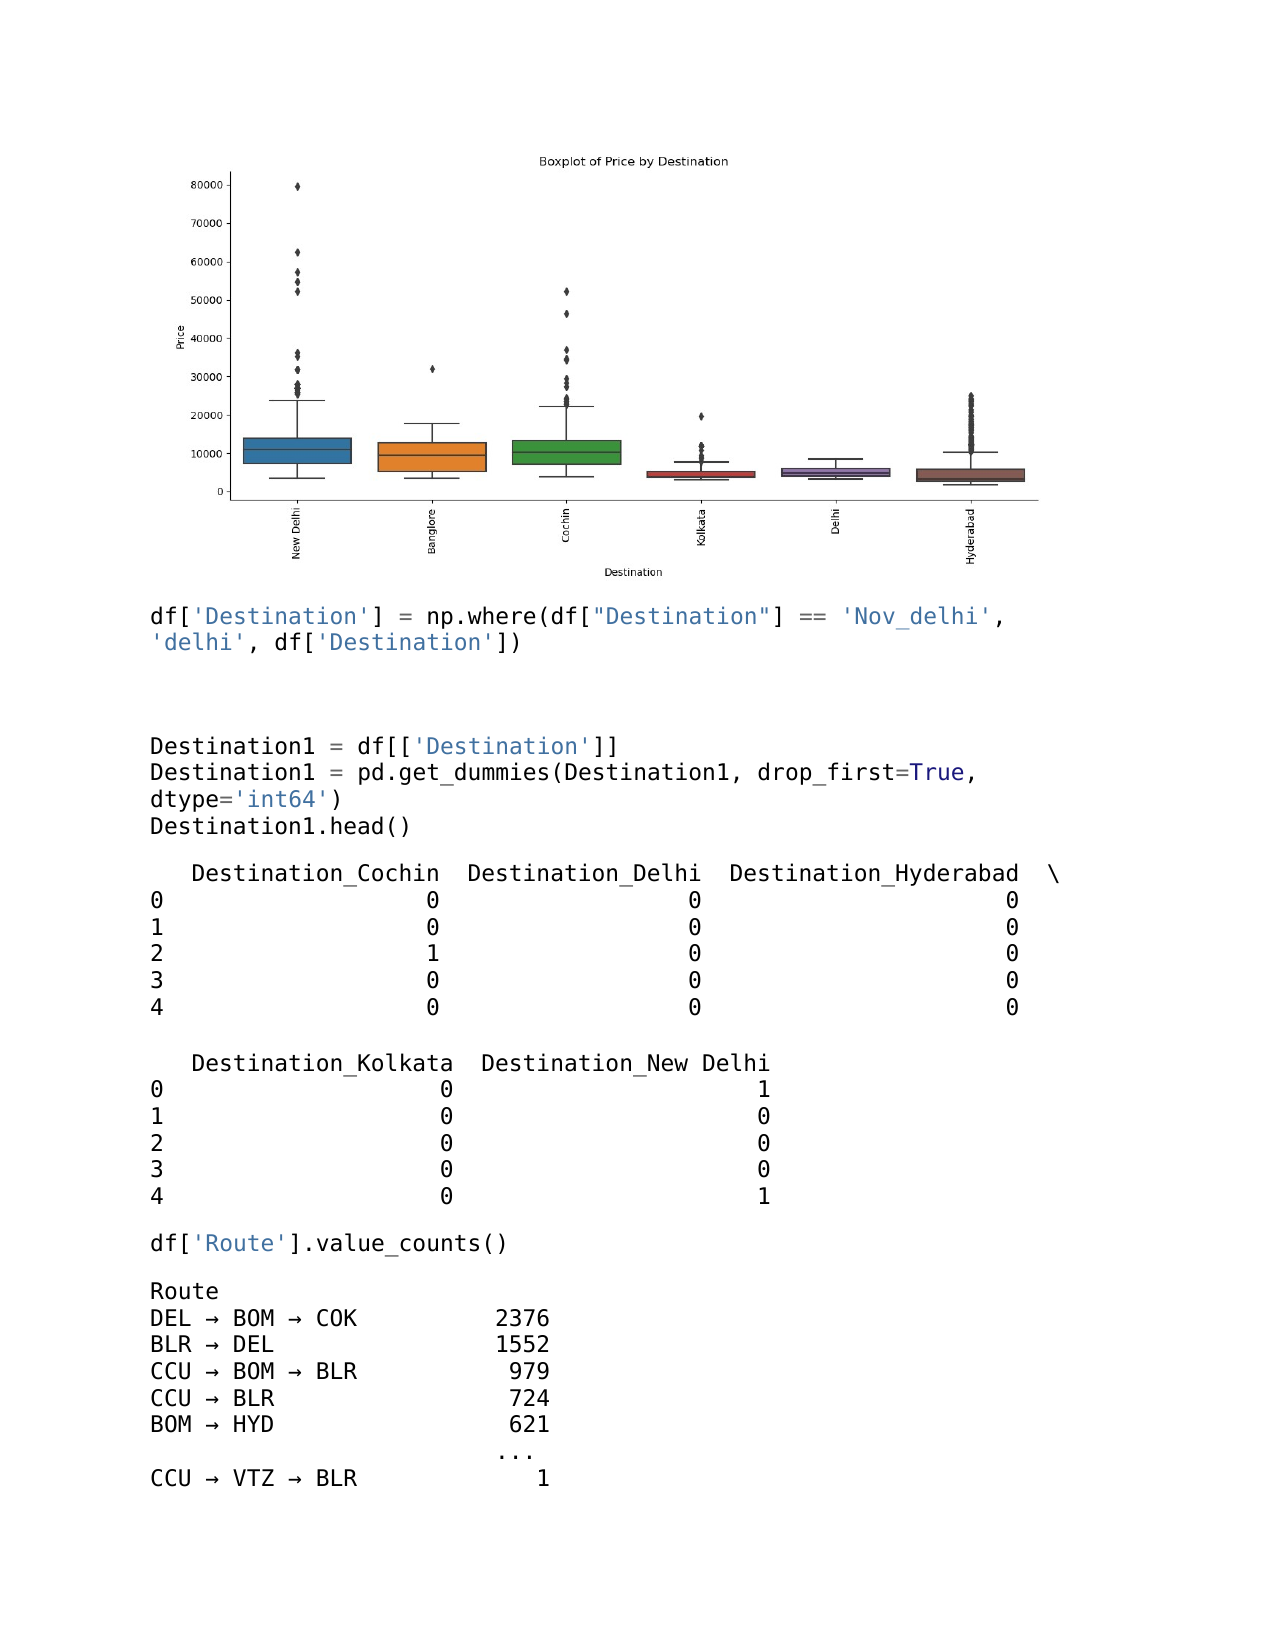 Boxplot of Price by Destination
80000
70000
60000
50000
40000
30000
20000
10000
0
Price
New Delhi
Banglore
Cochin
Kolkata
Delhi
Hyderabad
Destination
df['Destination'] = np.where(df["Destination"] == 'Nov_delhi',
'delhi', df['Destination'])
Destination1 = df[['Destination']]
Destination1 = pd.get_dummies(Destination1, drop_first=True,
dtype='int64')
Destination1.head()
   Destination_Cochin  Destination_Delhi  Destination_Hyderabad  \
0                   0                  0                      0
1                   0                  0                      0
2                   1                  0                      0
3                   0                  0                      0
4                   0                  0                      0
   Destination_Kolkata  Destination_New Delhi
0                    0                      1
1                    0                      0
2                    0                      0
3                    0                      0
4                    0                      1
df['Route'].value_counts()
Route
DEL → BOM → COK          2376
BLR → DEL                1552
CCU → BOM → BLR           979
CCU → BLR                 724
BOM → HYD                 621
                         ...
CCU → VTZ → BLR             1